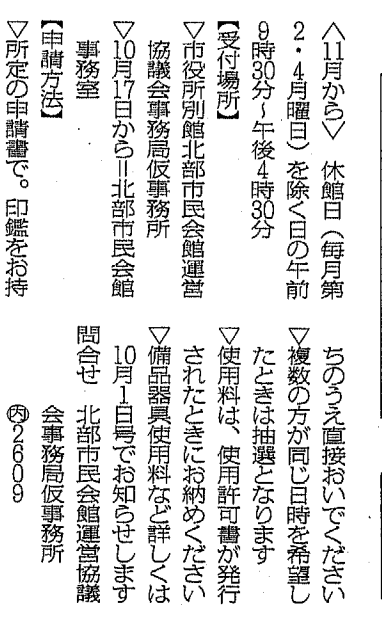 〈11月から〉　休館日（毎月第
2・4月曜日）を除く日の午前
9時30分～午後4時30分
【受付場所】
▽市役所別館北部市民会館運営
協議会事務局仮事務所
▽10月17日から＝北部市民会館
事務室
【申請方法】
▽所定の申請書で。印鑑をお持
ちのうえ直接おいでください
▽複数の方が同じ日時を希望し
たときは抽選となります
▽使用料は、使用許可書が発行
されたときにお納めください
▽備品器具使用料など詳しくは
10月1日号でお知らせします
問合せ　北部市民会館運営協議
会事務局仮事務所
㊅2609